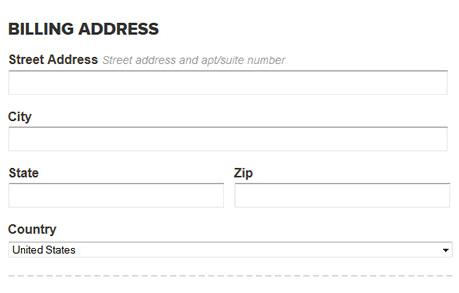 BILLING ADDRESS
Street Address Street address and apt/suite number
City
State Zip
Country
United States